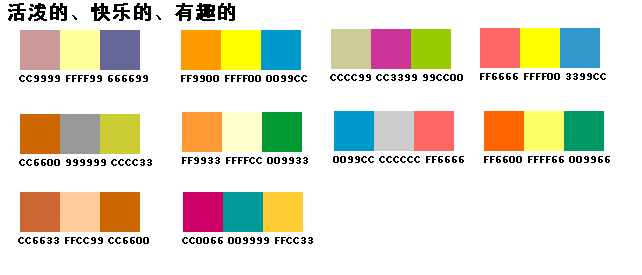 活泼的、快乐的、有趣的
CC9999 FFFF99 666699
FF9900 FFFF00 0099CC
CCCC99 CC3399 99CC00
FF6666 FFFF00 3399CC
CC6600 999999 CCCC33
FF9933 FFFFCC 009933
0099CC CCCCCC FF6666
FF6600 FFFF66 009966
CC6633 FFCC99 CC6600
CC0066 009999 FFCC33